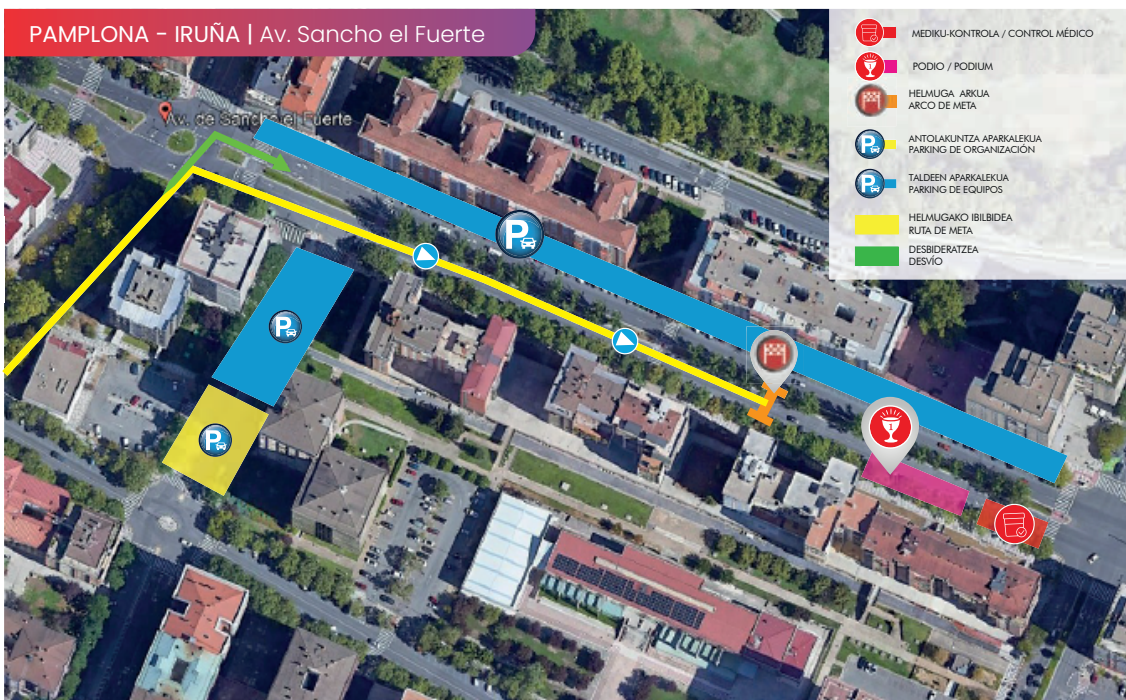 PAMPLONA - IRUÑA | Av. Sancho el Fuerte
Av. de Sancho el Fuerte
MEDIKU-KONTROLA / CONTROL MÉDICO
PODIO / PODIUM
HELMUGA ARKUA
ARCO DE META
ANTOLAKUNTZA APARKALEKUA
PARKING DE ORGANIZACIÓN
TALDEEN APARKALEKUA
PARKING DE EQUIPOS
HELMUGAKO IBILBIDEA
RUTA DE META
DESBIDERATZEA
DESVÍO
P
P
P
P
P
1
1